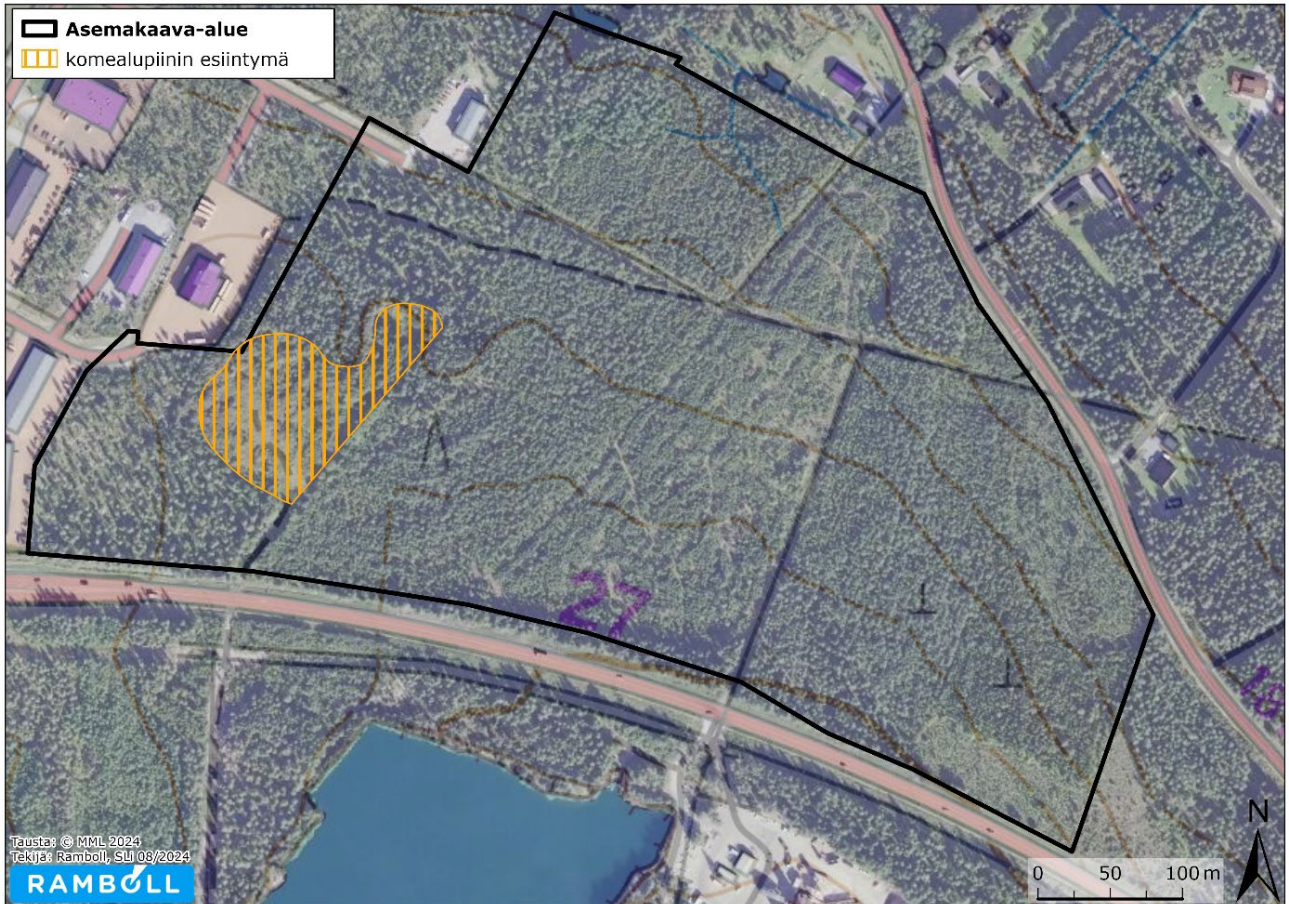 Asemakaava-alue
komealupiinin esiintymä
27
18
N
Tausta: © MML 2024
Tekijä: Ramboll, SLI 08/2024
RAMBOLL
0 50 100 m